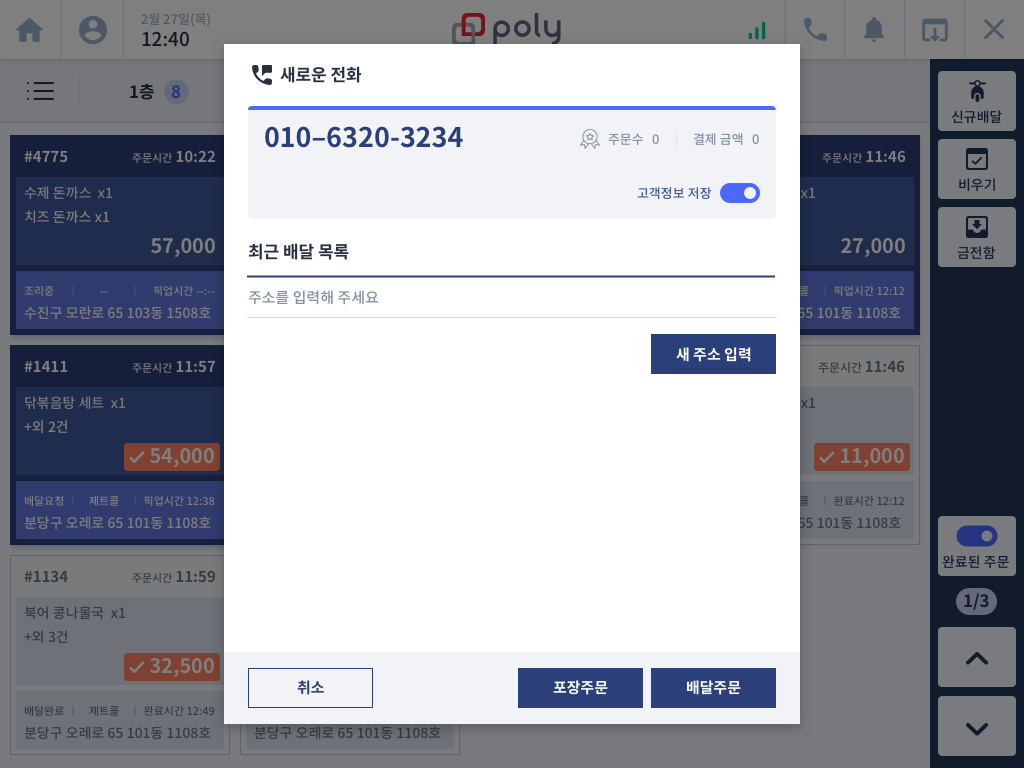 2월 27일(목)
12:40
poly
1층 8
새로운 전화
010–6320-3234
주문수 0
결제 금액 0
고객정보 저장
최근 배달 목록
주소를 입력해 주세요
새 주소 입력
취소
포장주문
배달주문
#4775
주문시간 10:22
수제 돈까스 x1
치즈 돈까스 x1
57,000
조리중 -- 픽업시간 --:--
수진구 모란로 65 103동 1508호
주문시간 11:46
x1
27,000
콜 픽업시간 12:12
65 101동 1108호
#1411
주문시간 11:57
닭볶음탕 세트 x1
+외 2건
54,000
배달요청 제트콜 픽업시간 12:38
분당구 오레로 65 101동 1108호
주문시간 11:46
x1
11,000
콜 완료시간 12:12
65 101동 1108호
#1134
주문시간 11:59
북어 콩나물국 x1
+외 3건
32,500
배달완료 제트콜 완료시간 12:49
분당구 오레로 65 101동 1108호
분당구 오레로 65 101동 1108호
신규배달
비우기
금전함
완료된 주문
1/3